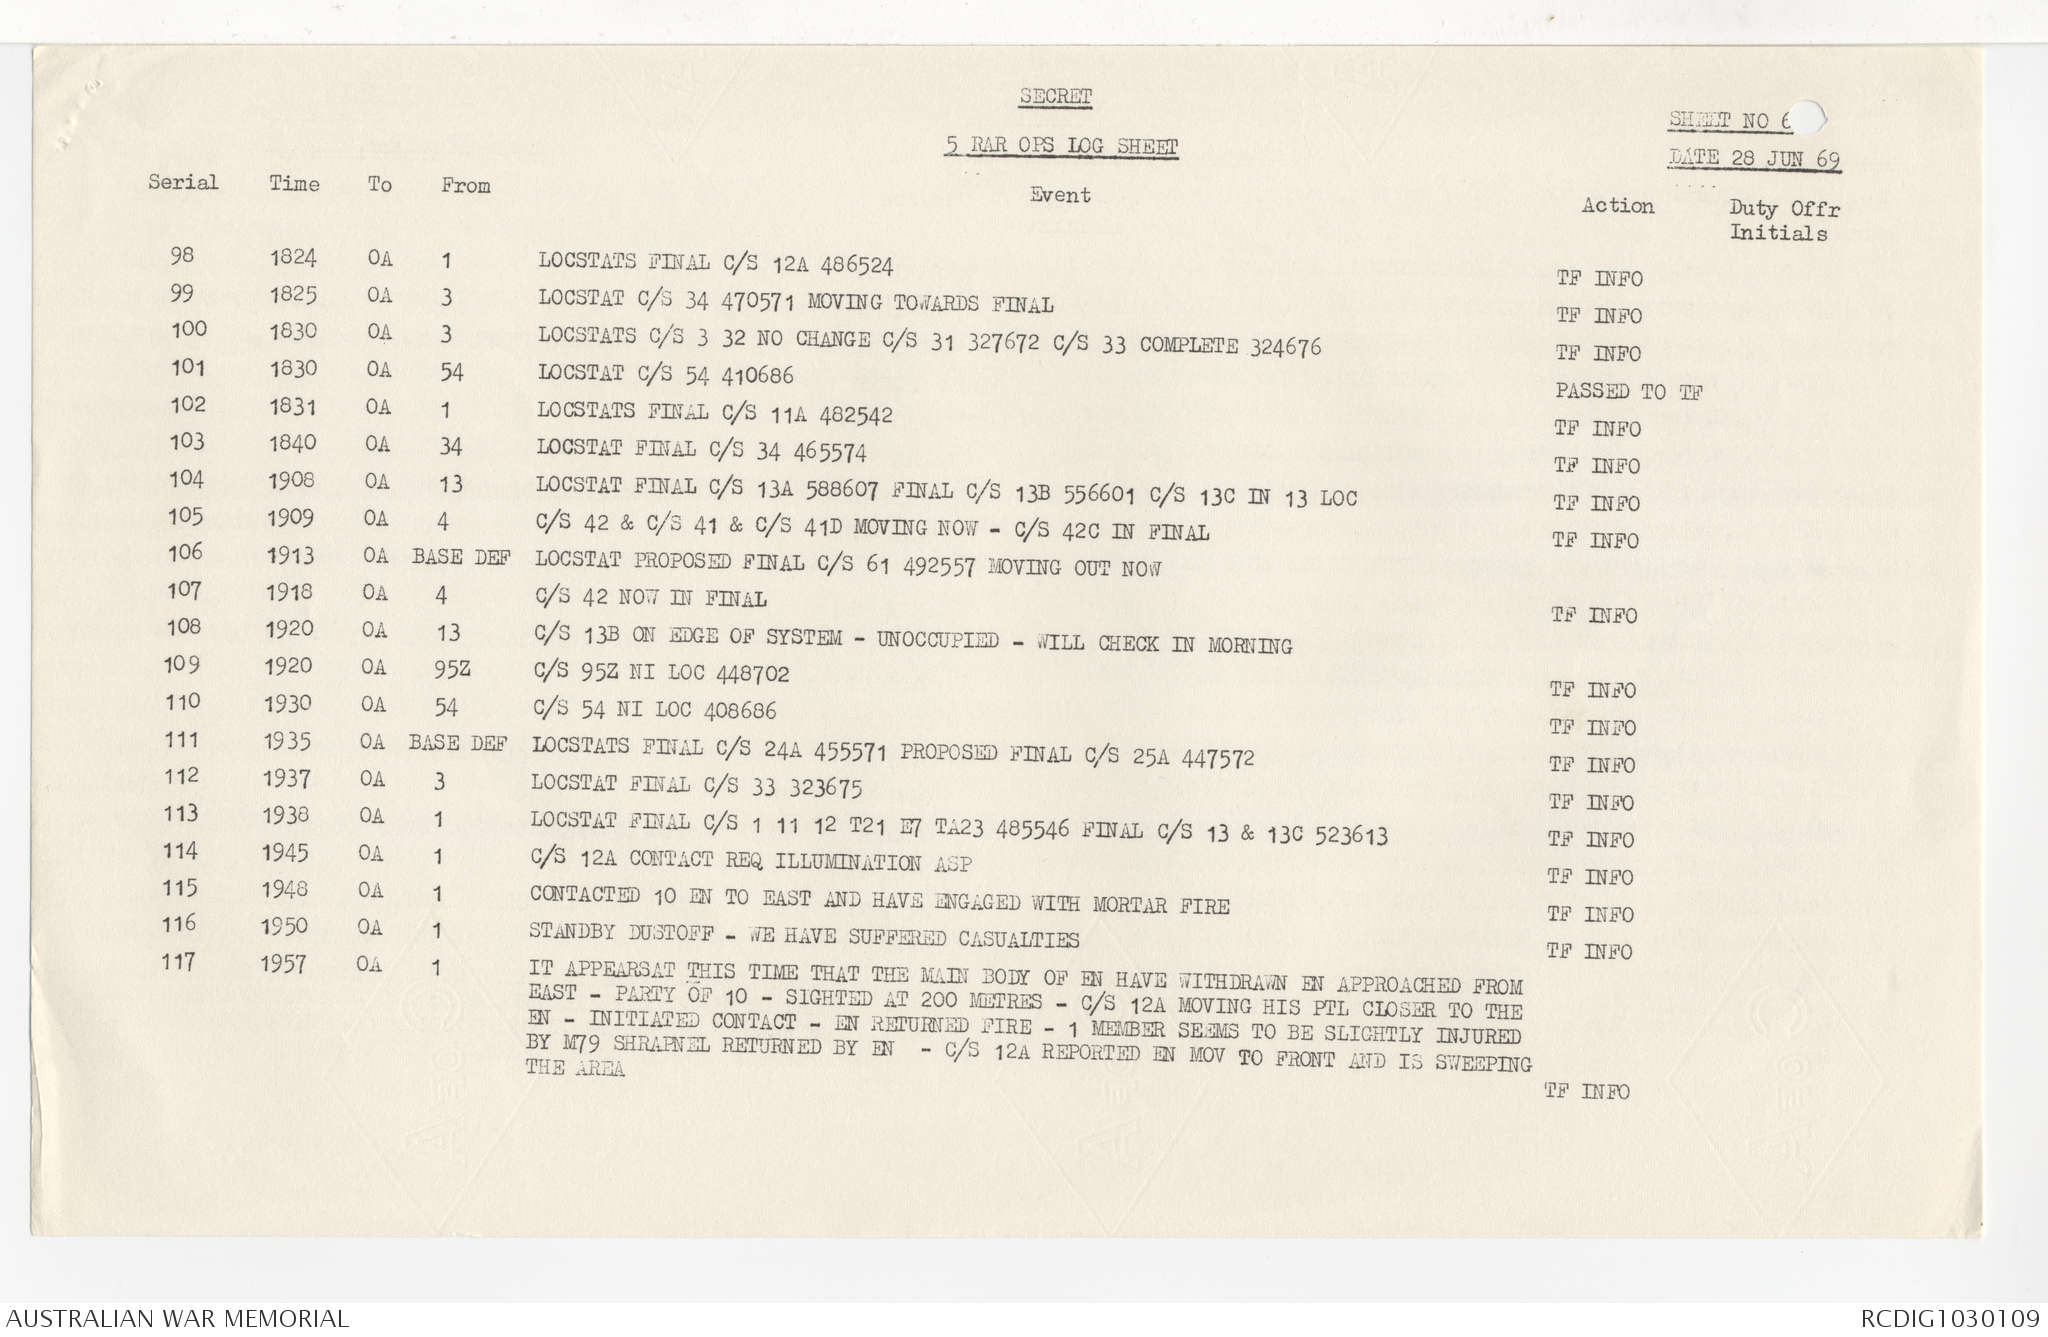 SECRET
5 RAR OPS LOG SHEET
SHEET NO 6
DATE 28 JUN 69
Serial Time To From Event Action Duty Offr
Initials
98 1824 OA 1 LOCSTATS FINAL C/S 12A 486524 TF INFO
99 1825 OA 3 LOCSTAT C/S 34 470571 MOVING TOWARDS FINAL TF INFO
100 1830 OA 3 LOCSTATS C/S 3 32 NO CHANGE C/S 31 327672 C/S 33 COMPLETE 324676 TF INFO
101 1830 OA 54 LOCSTAT C/S 54 410686 PASSED TO TF
102 1831 OA 1 LOCSTATS FINAL C/S 11A 482542 TF INFO
103 1840 OA 34 LOCSTAT FINAL C/S 34 465574 TF INFO
104 1908 OA 13 LOCSTAT FINAL C/S 13A 588607 FINAL C/S 13B 556601 C/S 13C IN 13 LOC TF INFO
105 1909 OA 4 C/S 42 & C/S 41 & C/S 41D MOVING NOW - C/S 42C IN FINAL TF INFO
106 1913 OA BASE DEF LOCSTAT PROPOSED FINAL C/S 61 492557 MOVING OUT NOW
107 1918 OA 4 C/S 42 NOW IN FINAL TF INFO
108 1920 OA 13 C/S 13B ON EDGE OF SYSTEM - UNOCCUPIED - WILL CHECK IN MORNING
109 1920 OA 95Z C/S 95Z NI LOC 448702 TF INFO
110 1930 OA 54 C/S 54 NI LOC 408686 TF INFO
111 1935 OA BASE DEF LOCSTATS FINAL C/S 24A 455571 PROPOSED FINAL C/S 25A 447572 TF INFO
112 1937 OA 3 LOCSTAT FINAL C/S 33 323675 TF INFO
113 1938 OA 1 LOCSTAT FINAL C/S 1 11 12 T21 E7 TA23 485546 FINAL C/S 13 & 13C 523613 TF INFO
114 1945 OA 1 C/S 12A CONTACT REQ ILLUMINATION ASP TF INFO
115 1948 OA 1 CONTACTED 10 EN TO EAST AND HAVE ENGAGED WITH MORTAR FIRE TF INFO
116 1950 OA 1 STANDBY DUSTOFF - WE HAVE SUFFERED CASUALTIES TF INFO
117 1957 OA 1 IT APPEARSAT THIS TIME THAT THE MAIN BODY OF EN HAVE WITHDRAWN EN APPROACHED FROM
EAST - PARTY OF 10 - SIGHTED AT 200 METRES - C/S 12A MOVING HIS PTL CLOSER TO THE
EN - INITIATED CONTACT - EN RETURNED FIRE - 1 MEMBER SEEMS TO BE SLIGHTLY INJURED
BY M79 SHRAPNEL RETURNED BY EN - C/S 12A REPORTED EN MOV TO FRONT AND IS SWEEPING
THE AREA
TF INFO
AUSTRALIAN WAR MEMORIAL
RCDIG1030109